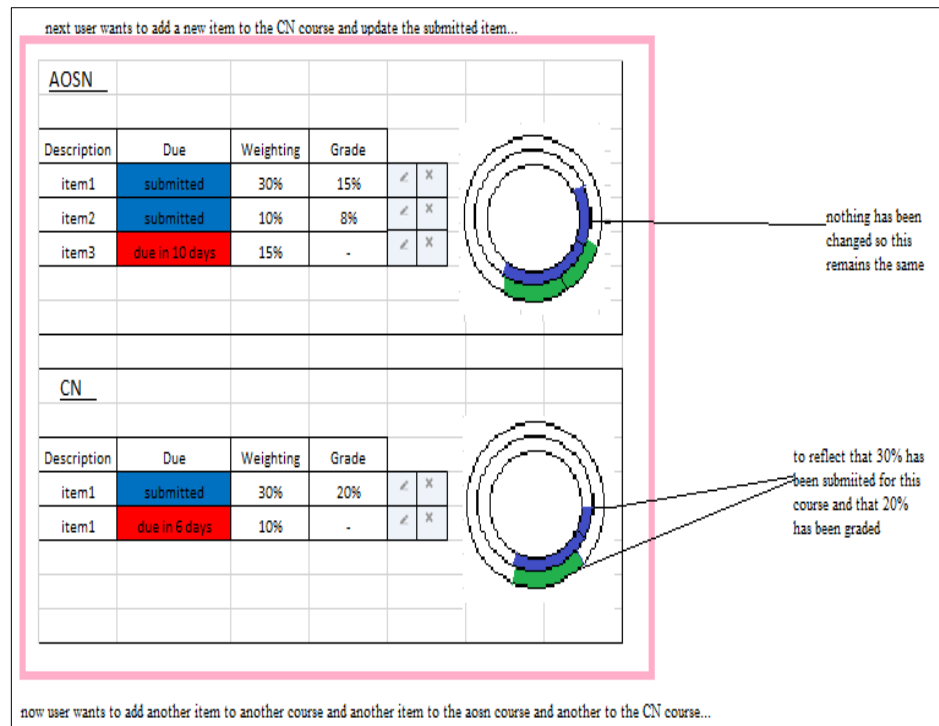 next user wants to add a new item to the CN course and update the submitted item...
AOSN
Description Due Weighting Grade
item1 submitted 30% 15% x
item2 submitted 10% 8% x
item3 due in 10 days 15% - x
nothing has been
changed so this
remains the same
CN
Description Due Weighting Grade
item1 submitted 30% 20% x
item1 due in 6 days 10% - x
to reflect that 30% has
been submiited for this
course and that 20%
has been graded
now user wants to add another item to another course and another item to the aosn course and another to the CN course...